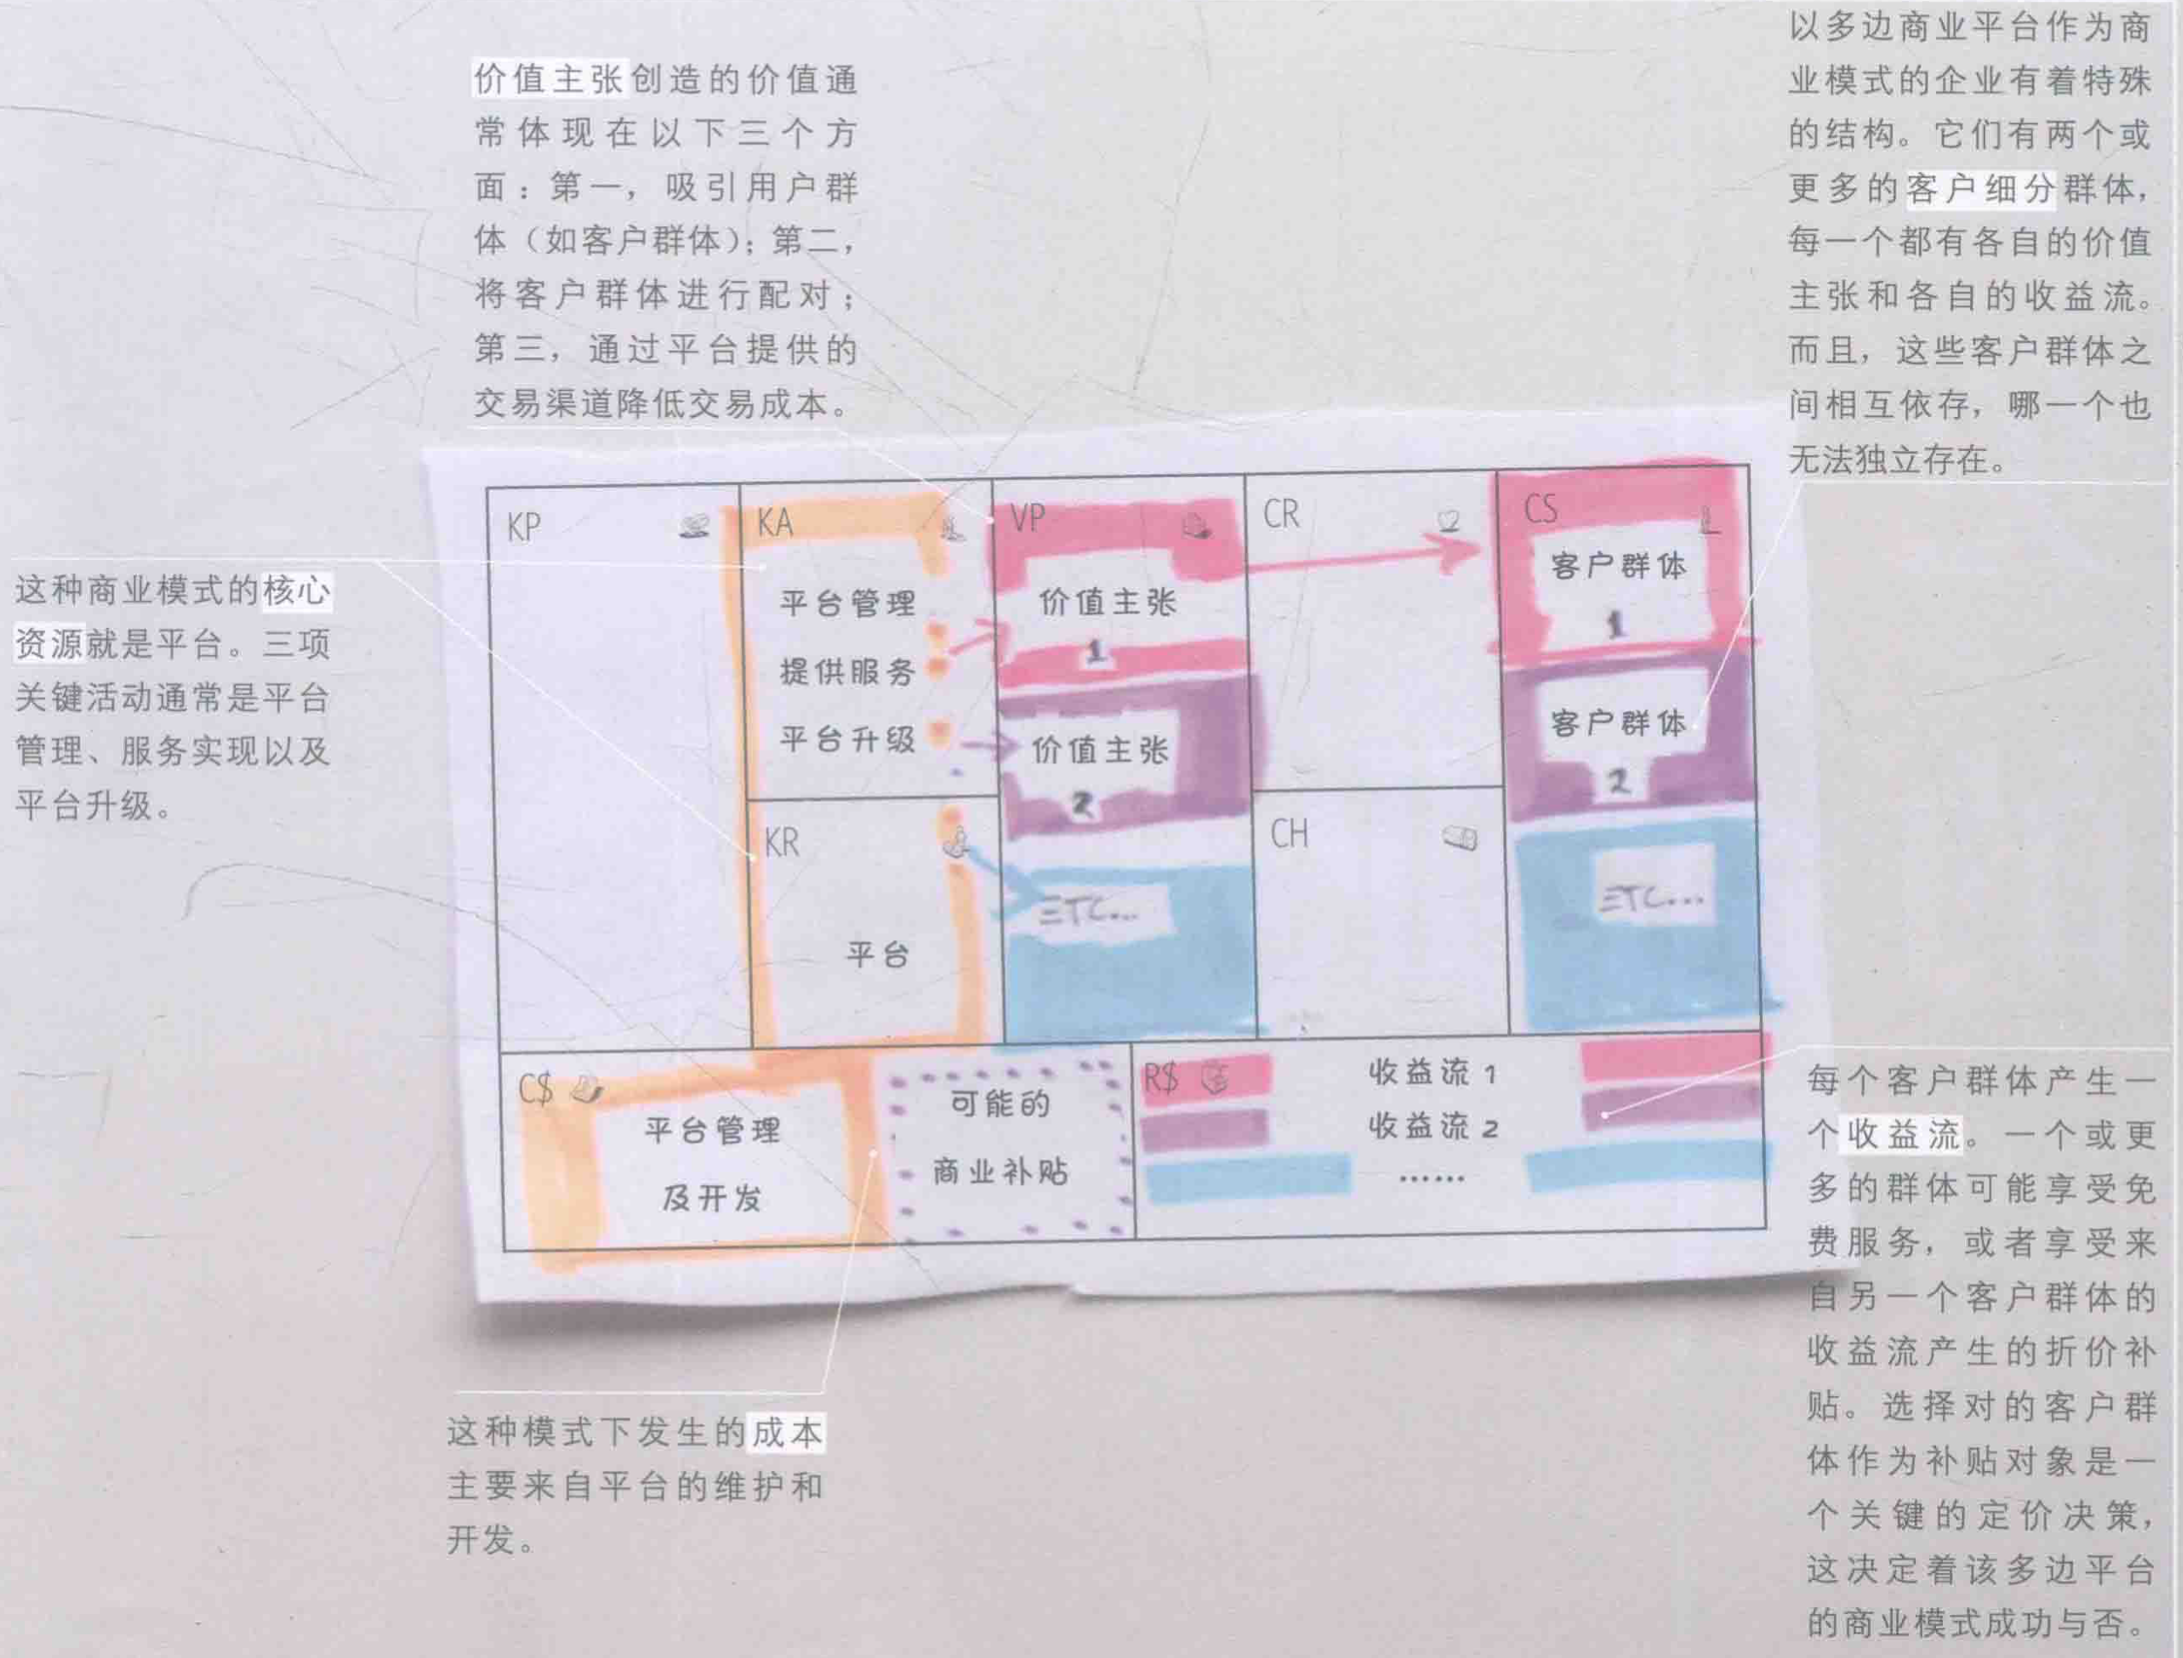 价值主张创造的价值通
常体现在以下三个方
面：第一，吸引用户群
体（如客户群体）；第二，
将客户群体进行配对；
第三，通过平台提供的
交易渠道降低交易成本。
以多边商业平台作为商
业模式的企业有着特殊
的结构。它们有两个或
更多的客户细分群体，
每一个都有各自的价值
主张和各自的收益流。
而且，这些客户群体之
间相互依存，哪一个也
无法独立存在。
这种商业模式的核心
资源就是平台。三项
关键活动通常是平台
管理、服务实现以及
平台升级。
KP
KA
平台管理
提供服务
平台升级
KR
平台
VP
价值主张
1
价值主张
2
ETC...
CR
CH
CS
客户群体
1
客户群体
2
ETC...
C$
平台管理
及开发
可能的
商业补贴
R$
收益流 1
收益流 2
……
这种模式下发生的成本
主要来自平台的维护和
开发。
每个客户群体产生一
个收益流。一个或更
多的群体可能享受免
费服务，或者享受来
自另一个客户群体的
收益流产生的折价补
贴。选择对的客户群
体作为补贴对象是一
个关键的定价决策，
这决定着该多边平台
的商业模式成功与否。